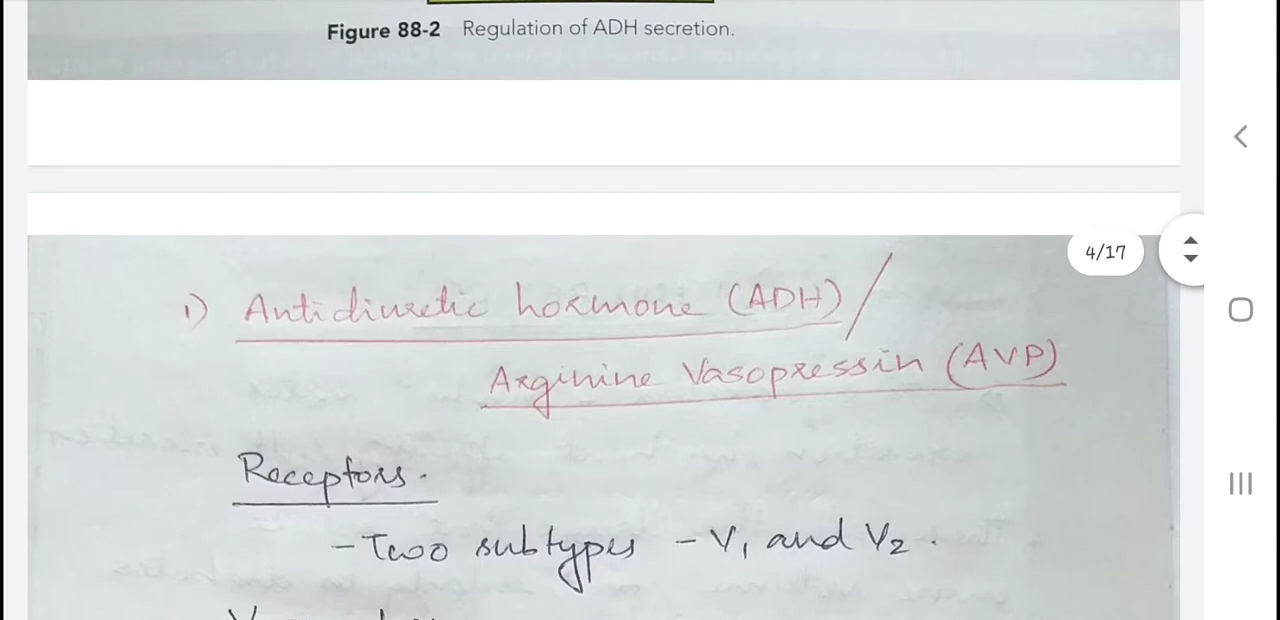 Figure 88-2 Regulation of ADH secretion.
4/17
1) Antidiuretic hormone (ADH)/
Arginine Vasopressin (AVP)
Receptors.
- Two subtypes - V1 and V2.